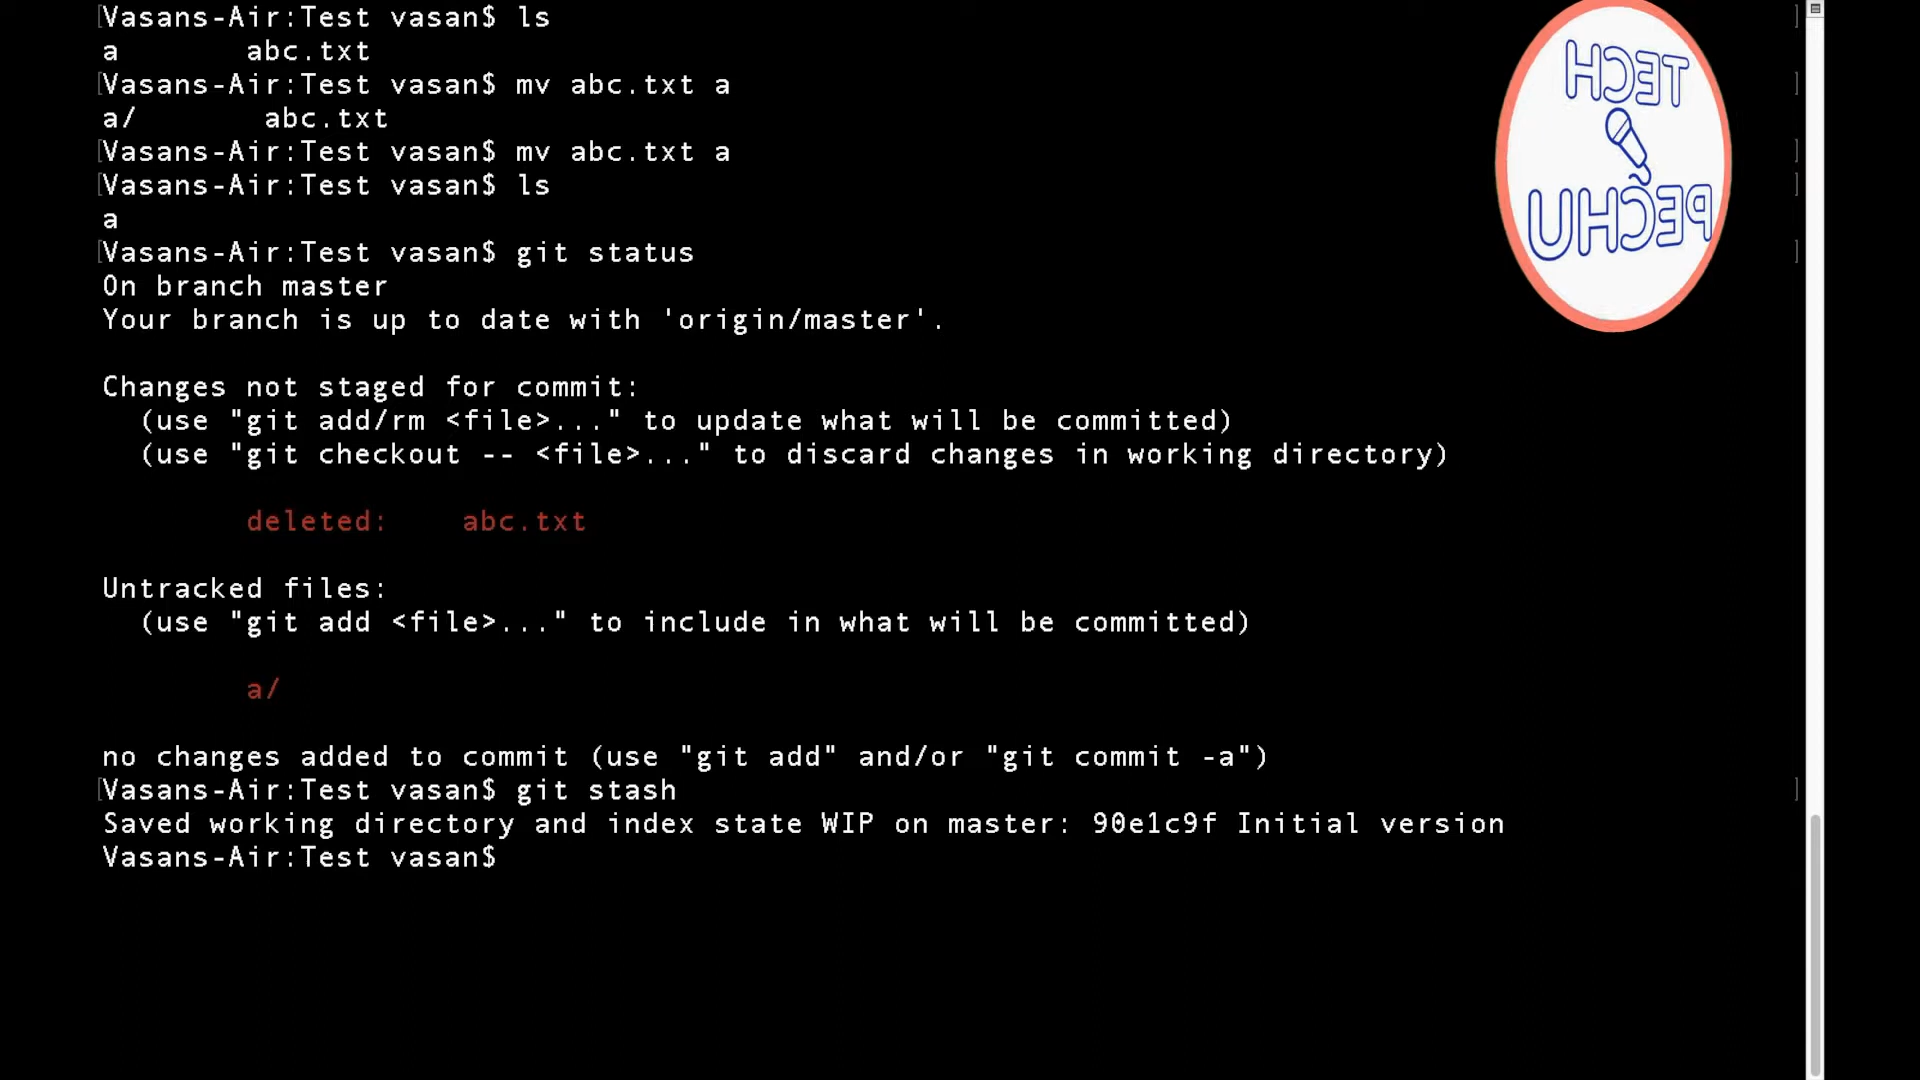 Vasans-Air:Test vasan$ ls
a       abc.txt
Vasans-Air:Test vasan$ mv abc.txt a
a/       abc.txt
Vasans-Air:Test vasan$ mv abc.txt a
Vasans-Air:Test vasan$ ls
a
Vasans-Air:Test vasan$ git status
On branch master
Your branch is up to date with 'origin/master'.
Changes not staged for commit:
  (use "git add/rm <file>..." to update what will be committed)
  (use "git checkout -- <file>..." to discard changes in working directory)
        deleted:    abc.txt
Untracked files:
  (use "git add <file>..." to include in what will be committed)
        a/
no changes added to commit (use "git add" and/or "git commit -a")
Vasans-Air:Test vasan$ git stash
Saved working directory and index state WIP on master: 90e1c9f Initial version
Vasans-Air:Test vasan$
TECH
PECHU